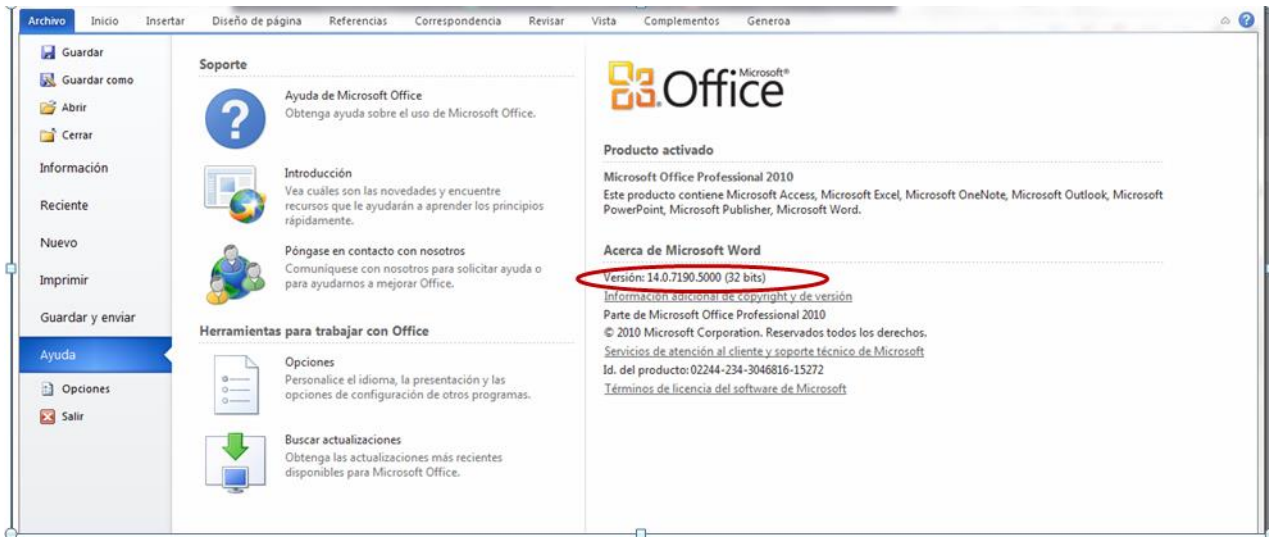 Archivo Inicio Insertar Diseño de página Referencias Correspondencia Revisar Vista Complementos Generoa
Guardar
Guardar como
Abrir
Cerrar
Información
Reciente
Nuevo
Imprimir
Guardar y enviar
Ayuda
Opciones
Salir
Soporte
Ayuda de Microsoft Office
Obtenga ayuda sobre el uso de Microsoft Office.
Introducción
Vea cuáles son las novedades y encuentre
recursos que le ayudarán a aprender los principios
rápidamente.
Póngase en contacto con nosotros
Comuníquese con nosotros para solicitar ayuda o
para ayudarnos a mejorar Office.
Herramientas para trabajar con Office
Opciones
Personalice el idioma, la presentación y las
opciones de configuración de otros programas.
Buscar actualizaciones
Obtenga las actualizaciones más recientes
disponibles para Microsoft Office.
Microsoft®
Office
Producto activado
Microsoft Office Professional 2010
Este producto contiene Microsoft Access, Microsoft Excel, Microsoft OneNote, Microsoft Outlook, Microsoft
PowerPoint, Microsoft Publisher, Microsoft Word.
Acerca de Microsoft Word
Versión: 14.0.7190.5000 (32 bits)
Información adicional de copyright y de versión
Parte de Microsoft Office Professional 2010
© 2010 Microsoft Corporation. Reservados todos los derechos.
Servicios de atención al cliente y soporte técnico de Microsoft
Id. del producto: 02244-234-3046816-15272
Términos de licencia del software de Microsoft